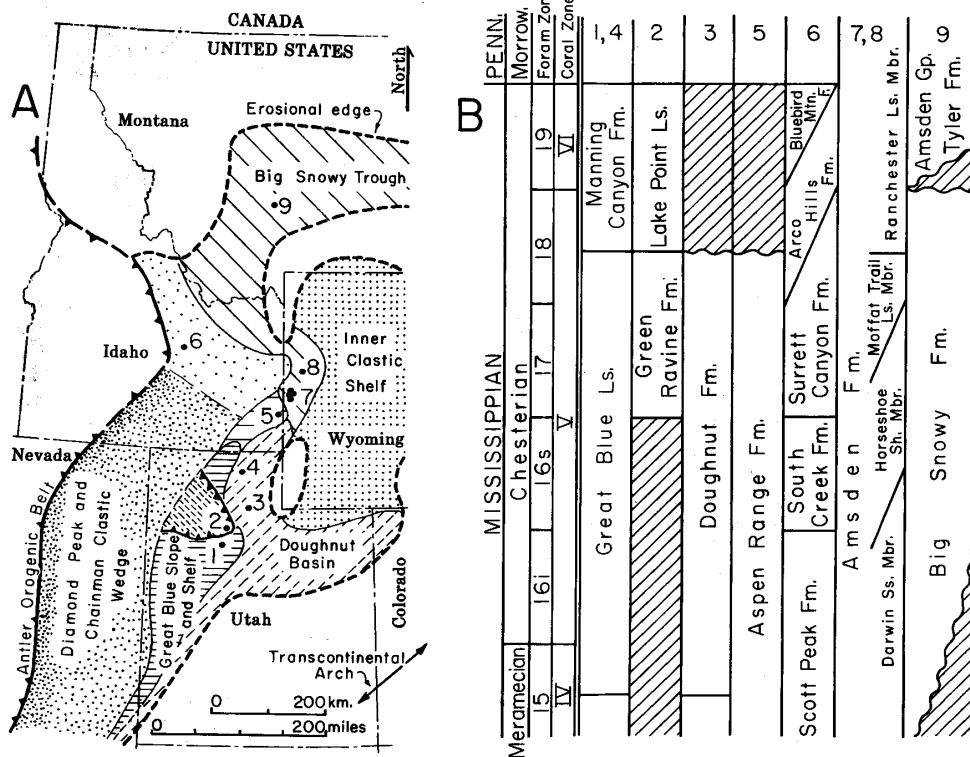 CANADA
UNITED STATES
North
A
Erosional edge
Montana
Big Snowy Trough
9
Idaho
6
Inner
Clastic
Shelf
8
7
5
Wyoming
Nevada
4
3
2
1
Doughnut
Basin
Antler Orogenic Belt
Diamond Peak and
Chainman Clastic
Wedge
Great Blue Slope
and Shelf
Utah
Colorado
Transcontinental
Arch
0 200 km.
0 200 miles
B
PENN.
Morrow.
Foram Zone
Coral Zone
1,4
2
3
5
6
7,8
9
MISSISSIPPIAN
Chesterian
Meramecian
19
18
17
16s
16i
15
VI
V
IV
Manning
Canyon Fm.
Great Blue Ls.
Lake Point Ls.
Green
Ravine Fm.
Doughnut Fm.
Aspen Range Fm.
Bluebird
Mtn. F.
Arco Hills Fm.
Surrett
Canyon Fm.
South
Creek Fm.
Scott Peak Fm.
Amsden Fm.
Ranchester Ls. Mbr.
Moffat Trail
Ls. Mbr.
Horseshoe
Sh. Mbr.
Darwin Ss. Mbr.
Amsden Gp.
Tyler Fm.
Big Snowy Fm.